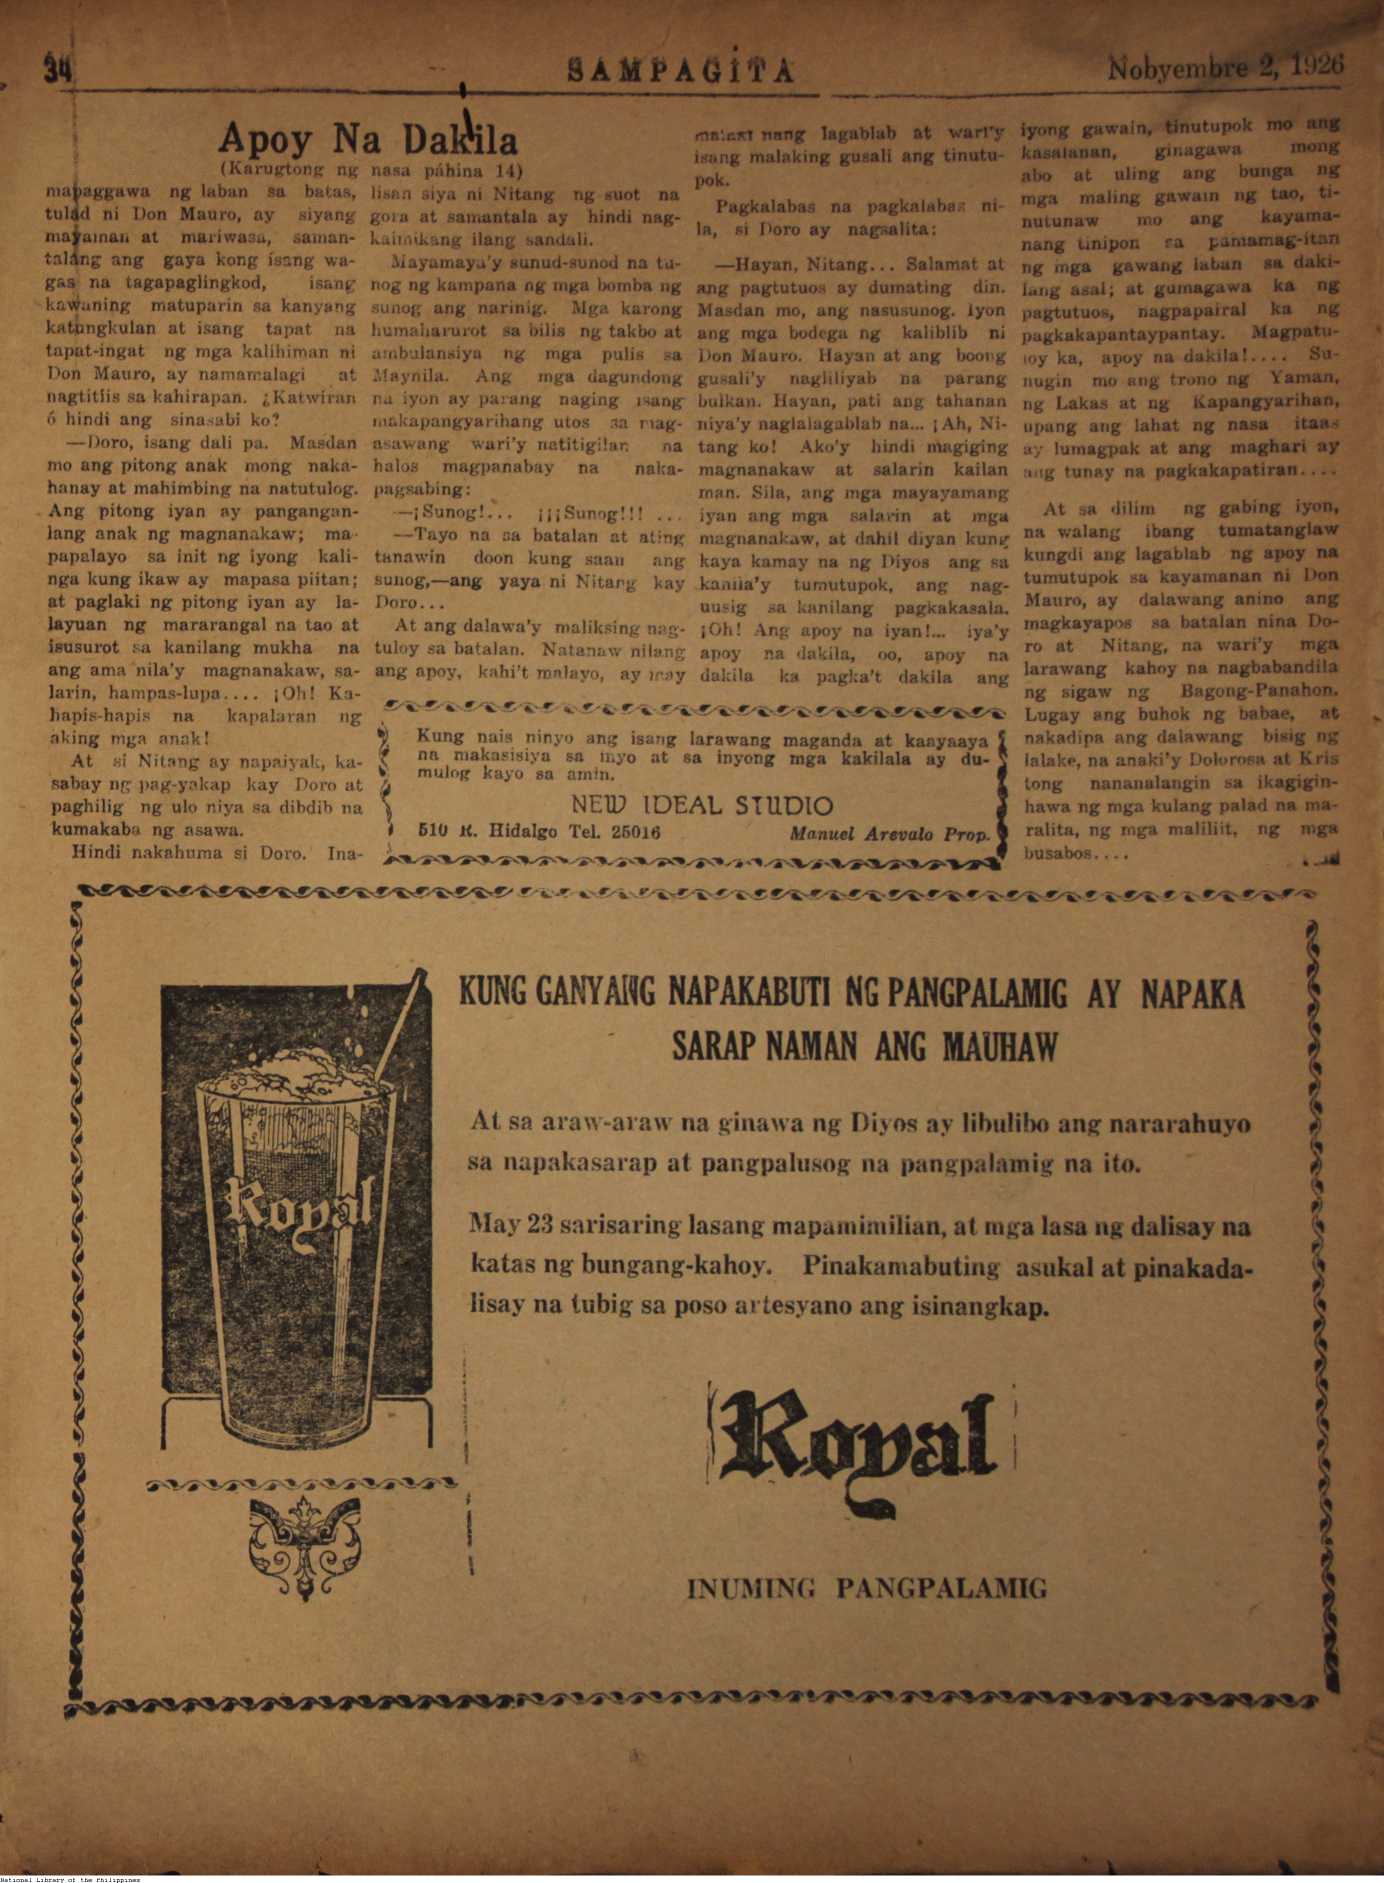 34
SAMPAGITA
Nobyembre 2, 1926
Apoy Na Dakila
(Karugtong ng nasa páhina 14)
mapaggawa ng laban sa batas,
tulad ni Don Mauro, ay siyang
mayaman at mariwasa, saman-
talang ang gaya kong ísang wa-
gas na tagapaglingkod, isang
kawaning matuparin sa kanyang
katungkulan at isang tapat na
tapat-ingat ng mga kalihiman ni
Don Mauro, ay namamalagi at
nagtitiis sa kahirapan. ¿Katwiran
ó hindi ang sinasabi ko?
—Doro, isang dali pa. Masdan
mo ang pitong anak mong naka-
hanay at mahimbing na natutulog.
Ang pitong iyan ay pangangan-
lang anak ng magnanakaw; ma-
papalayo sa init ng iyong kali-
nga kung ikaw ay mapasa piitan;
at paglaki ng pitong iyan ay la-
layuan ng mararangal na tao at
isusurot sa kanilang mukha na
ang ama nila'y magnanakaw, sa-
larin, hampas-lupa.... ¡Oh! Ka-
hapis-hapis na kapalaran ng
aking mga anak!
At si Nitang ay napaiyak, ka-
sabay ng pag-yakap kay Doro at
paghilig ng ulo niya sa dibdib na
kumakaba ng asawa.
Hindi nakahuma si Doro. Ina-
lisan siya ni Nitang ng suot na
gora at samantala ay hindi nag-
kaimikang ilang sandali.
Mayamaya'y sunud-sunod na tu-
nog ng kampana ng mga bomba ng
sunog ang narinig. Mga karong
humaharurot sa bilis ng takbo at
ambulansiya ng mga pulis sa
Maynila. Ang mga dagundong
na iyon ay parang naging isang
makapangyarihang utos sa mag-
asawang wari'y natitigilan na
halos magpanabay na naka-
pagsabing:
—¡Sunog!... ¡¡¡Sunog!!! ...
—Tayo na sa batalan at ating
tanawin doon kung saan ang
sunog,—ang yaya ni Nitang kay
Doro...
At ang dalawa'y maliksing nag-
tuloy sa batalan. Natanaw nilang
ang apoy, kahi't malayo, ay may
nang lagablab at wari'y
isang malaking gusali ang tinutu-
pok.
Pagkalabas na pagkalabas ni-
la, si Doro ay nagsalita:
—Hayan, Nitang... Salamat at
ang pagtutuos ay dumating din.
Masdan mo, ang nasusunog. Iyon
ang mga bodega ng kaliblib ni
Don Mauro. Hayan at ang boong
gusali'y nagliliyab na parang
bulkan. Hayan, pati ang tahanan
niya'y naglalagablab na... ¡Ah, Ni-
tang ko! Ako'y hindi magiging
magnanakaw at salarin kailan
man. Sila, ang mga mayayamang
iyan ang mga salarin at mga
magnanakaw, at dahil diyan kung
kaya kamay na ng Diyos ang sa
kanila'y tumutupok, ang nag-
uusig sa kanilang pagkakasala.
¡Oh! Ang apoy na iyan!... iya'y
apoy na dakila, oo, apoy na
dakila ka pagka't dakila ang
iyong gawain, tinutupok mo ang
kasalanan, ginagawa mong
abo at uling ang bunga ng
mga maling gawain ng tao, ti-
nutunaw mo ang kayama-
nang tinipon sa pamamag-itan
ng mga gawang laban sa daki-
lang asal; at gumagawa ka ng
pagtutuos, nagpapairal ka ng
pagkakapantaypantay. Magpatu-
loy ka, apoy na dakila!.... Su-
nugin mo ang trono ng Yaman,
ng Lakas at ng Kapangyarihan,
upang ang lahat ng nasa itaas
ay lumagpak at ang maghari ay
ang tunay na pagkakapatiran....
At sa dilim ng gabing iyon,
na walang ibang tumatanglaw
kungdi ang lagablab ng apoy na
tumutupok sa kayamanan ni Don
Mauro, ay dalawang anino ang
magkayapos sa batalan nina Do-
ro at Nitang, na wari'y mga
larawang kahoy na nagbabandila
ng sigaw ng Bagong-Panahon.
Lugay ang buhok ng babae, at
nakadipa ang dalawang bisig ng
lalake, na anaki'y Dolorosa at Kris
tong nananalangin sa ikagigin-
hawa ng mga kulang palad na ma-
ralita, ng mga maliliit, ng mga
busabos....
Kung nais ninyo ang isang larawang maganda at kaayaaya
na makasisiya sa inyo at sa inyong mga kakilala ay du-
mulog kayo sa amin.
NEW IDEAL STUDIO
510 R. Hidalgo Tel. 25016
Manuel Arevalo Prop.
KUNG GANYANG NAPAKABUTI NG PANGPALAMIG AY NAPAKA
SARAP NAMAN ANG MAUHAW
At sa araw-araw na ginawa ng Diyos ay libulibo ang nararahuyo
sa napakasarap at pangpalusog na pangpalamig na ito.
May 23 sarisaring lasang mapamimilian, at mga lasa ng dalisay na
katas ng bungang-kahoy. Pinakamabuting asukal at pinakada-
lisay na tubig sa poso artesyano ang isinangkap.
Royal
Royal
INUMING PANGPALAMIG
National Library of the Philippines